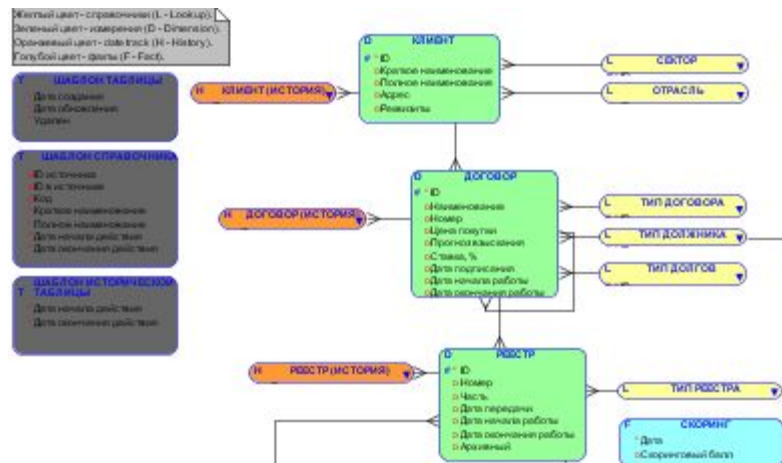 Желтый цвет - справочники (L - Lookup).
Зеленый цвет - измерения (D - Dimension)
Оранжевый цвет - date track (H - History).
Голубой цвет - факты (F - Fact).
T ШАБЛОН ТАБЛИЦЫ
Дата создания
Дата обновления
Удален
T ШАБЛОН СПРАВОЧНИКА
ID источника
ID в источнике
Код
Краткое наименование
Полное наименование
Дата начала действия
Дата окончания действия
T ШАБЛОН ИСТОРИЧЕСКОЙ
ТАБЛИЦЫ
Дата начала действия
Дата окончания действия
D КЛИЕНТ
# * ID
o Краткое наименование
o Полное наименование
o Адрес
o Реквизиты
H КЛИЕНТ (ИСТОРИЯ)
L СЕКТОР
L ОТРАСЛЬ
D ДОГОВОР
# * ID
o Наименование
o Номер
o Цена покупки
o Прогноз взыскания
o Ставка, %
o Дата подписания
o Дата начала работы
o Дата окончания работы
H ДОГОВОР (ИСТОРИЯ
L ТИП ДОГОВОРА
L ТИП ДОЛЖНИКА
L ТИП ДОЛГОВ
D РЕЕСТР
# * ID
o Номер
o Часть
o Дата передачи
o Дата начала работы
o Дата окончания работы
o Архивный
H РЕЕСТР (ИСТОРИЯ)
L ТИП РЕЕСТРА
F СКОРИНГ
* Дата
o Скоринговый балл